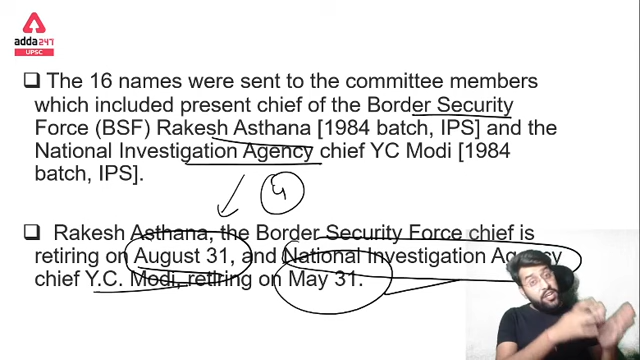 adda247
UPSC
The 16 names were sent to the committee members
which included present chief of the Border Security
Force (BSF) Rakesh Asthana [1984 batch, IPS] and the
National Investigation Agency chief YC Modi [1984
batch, IPS].
Rakesh Asthana, the Border Security Force chief is
retiring on August 31, and National Investigation Agency
chief Y.C. Modi, retiring on May 31.